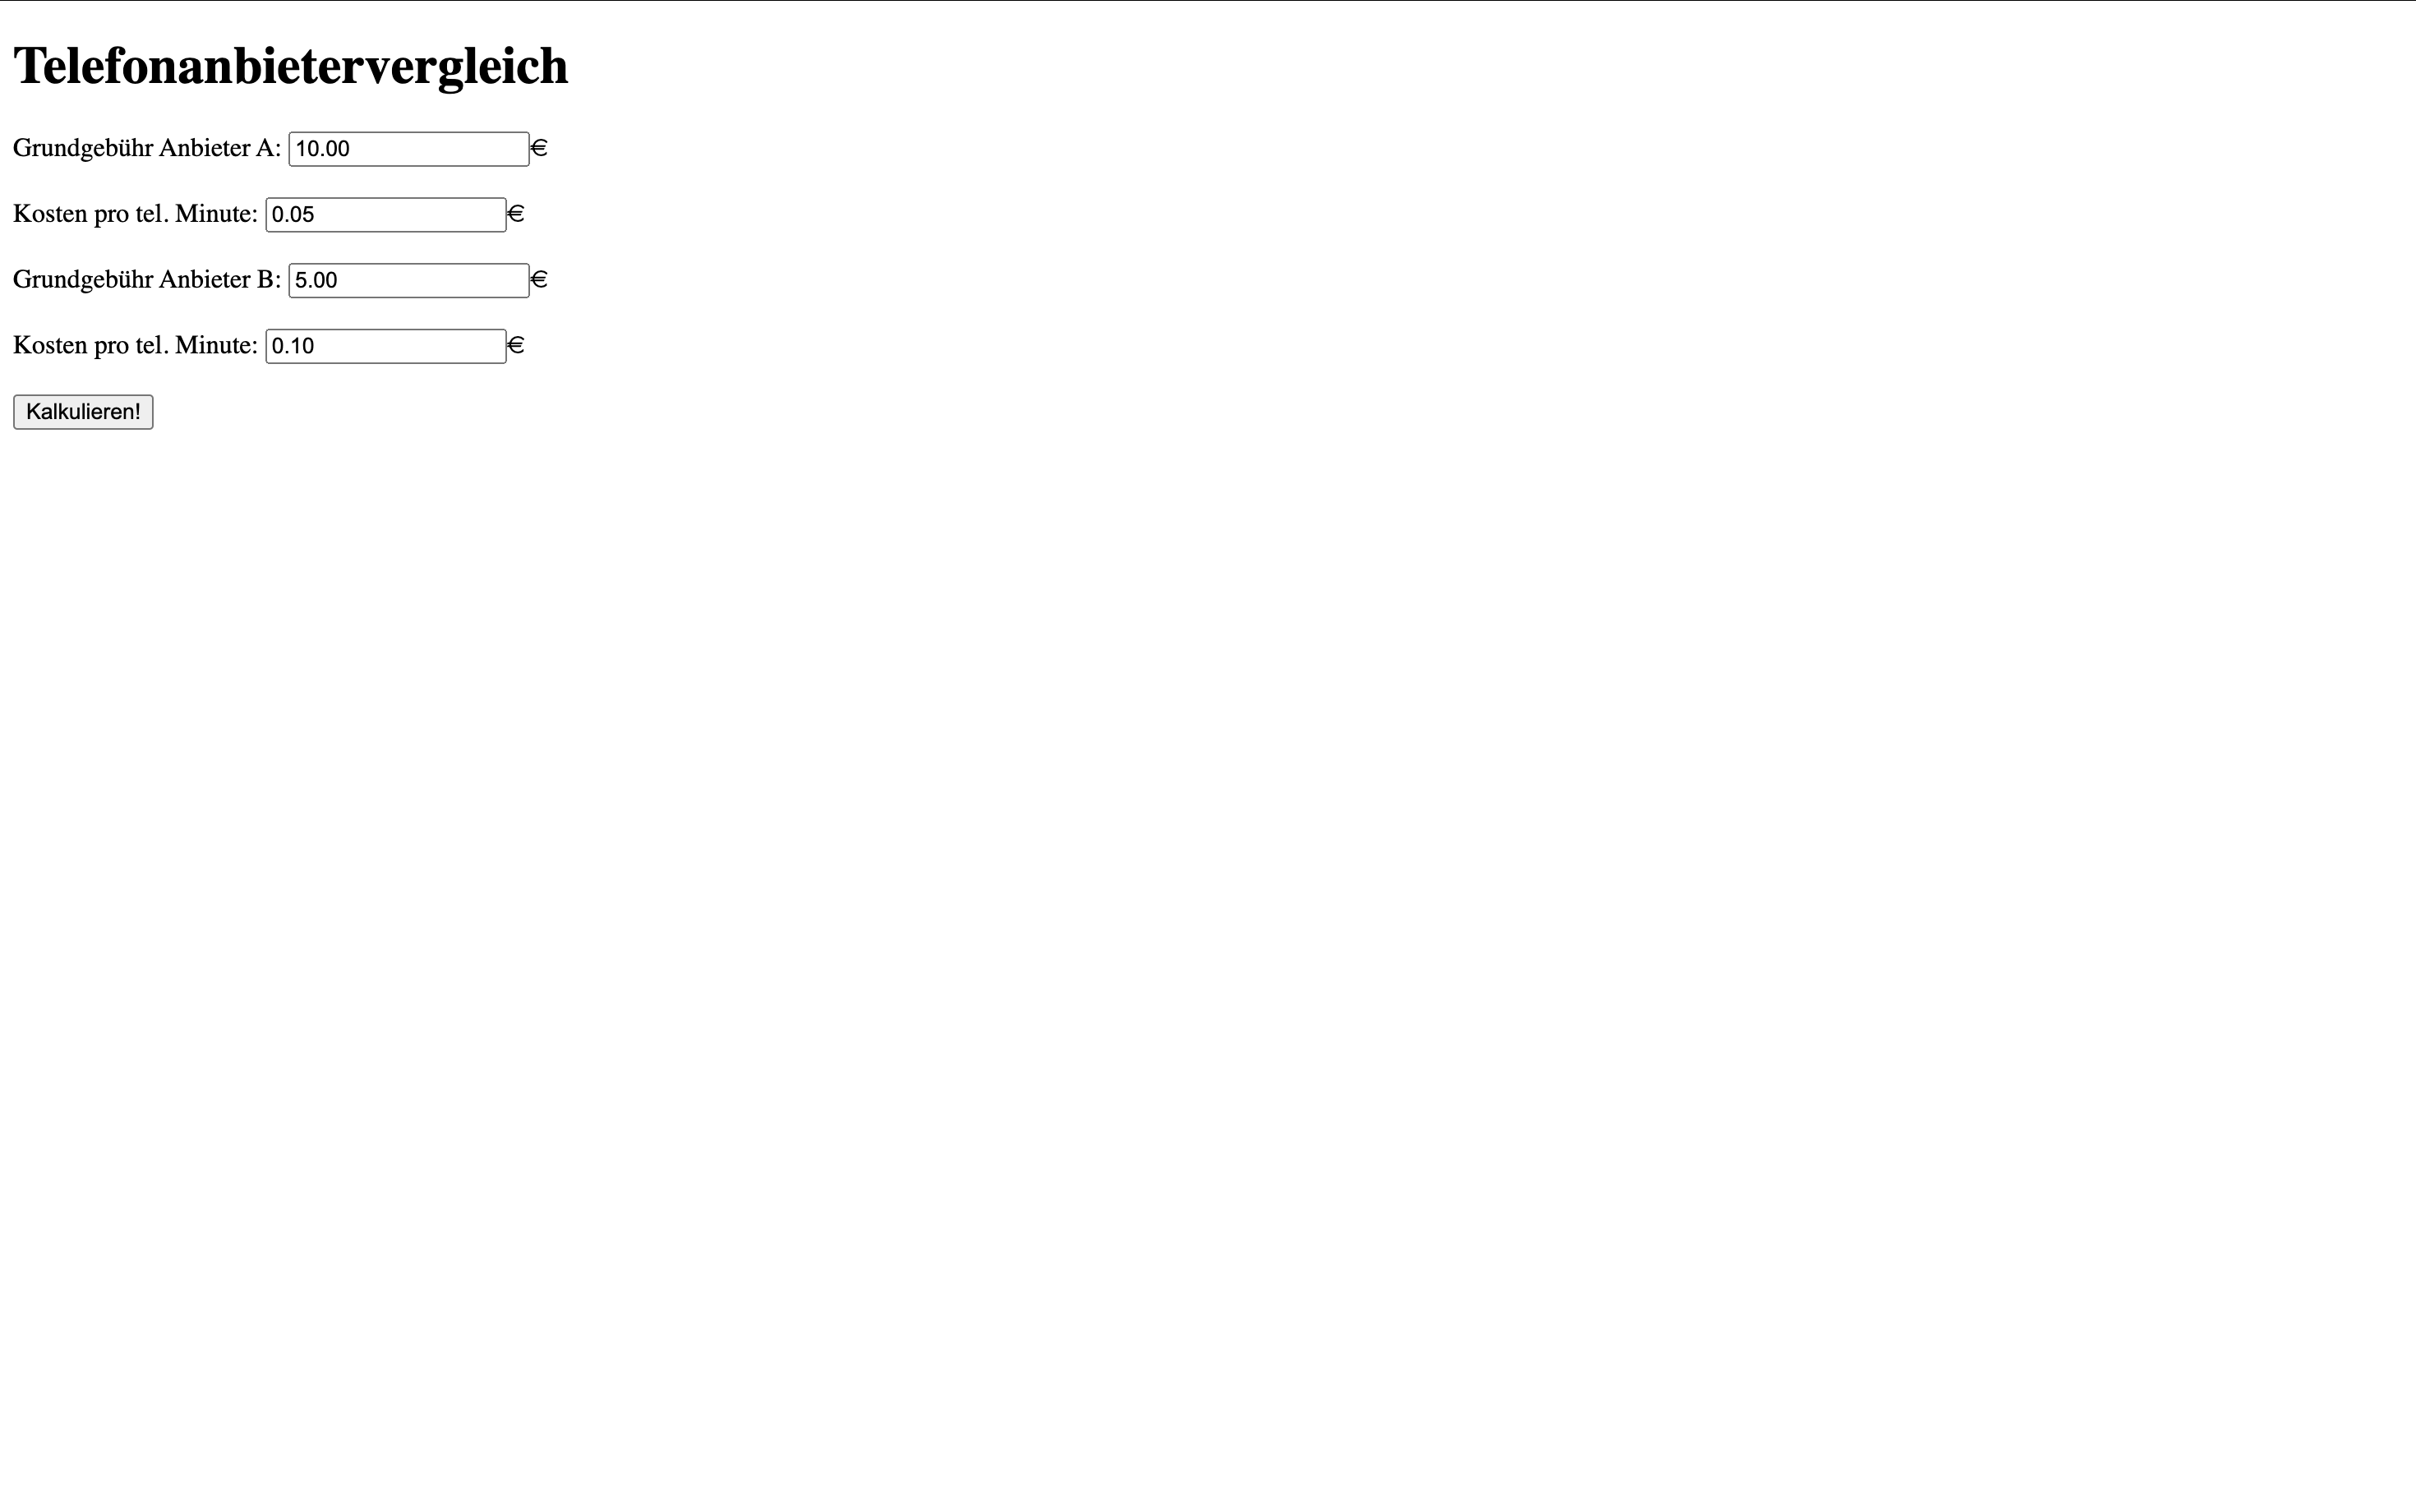 Telefonanbietervergleich
Grundgebühr Anbieter A: 10.00 €
Kosten pro tel. Minute: 0.05 €
Grundgebühr Anbieter B: 5.00 €
Kosten pro tel. Minute: 0.10 €
Kalkulieren!